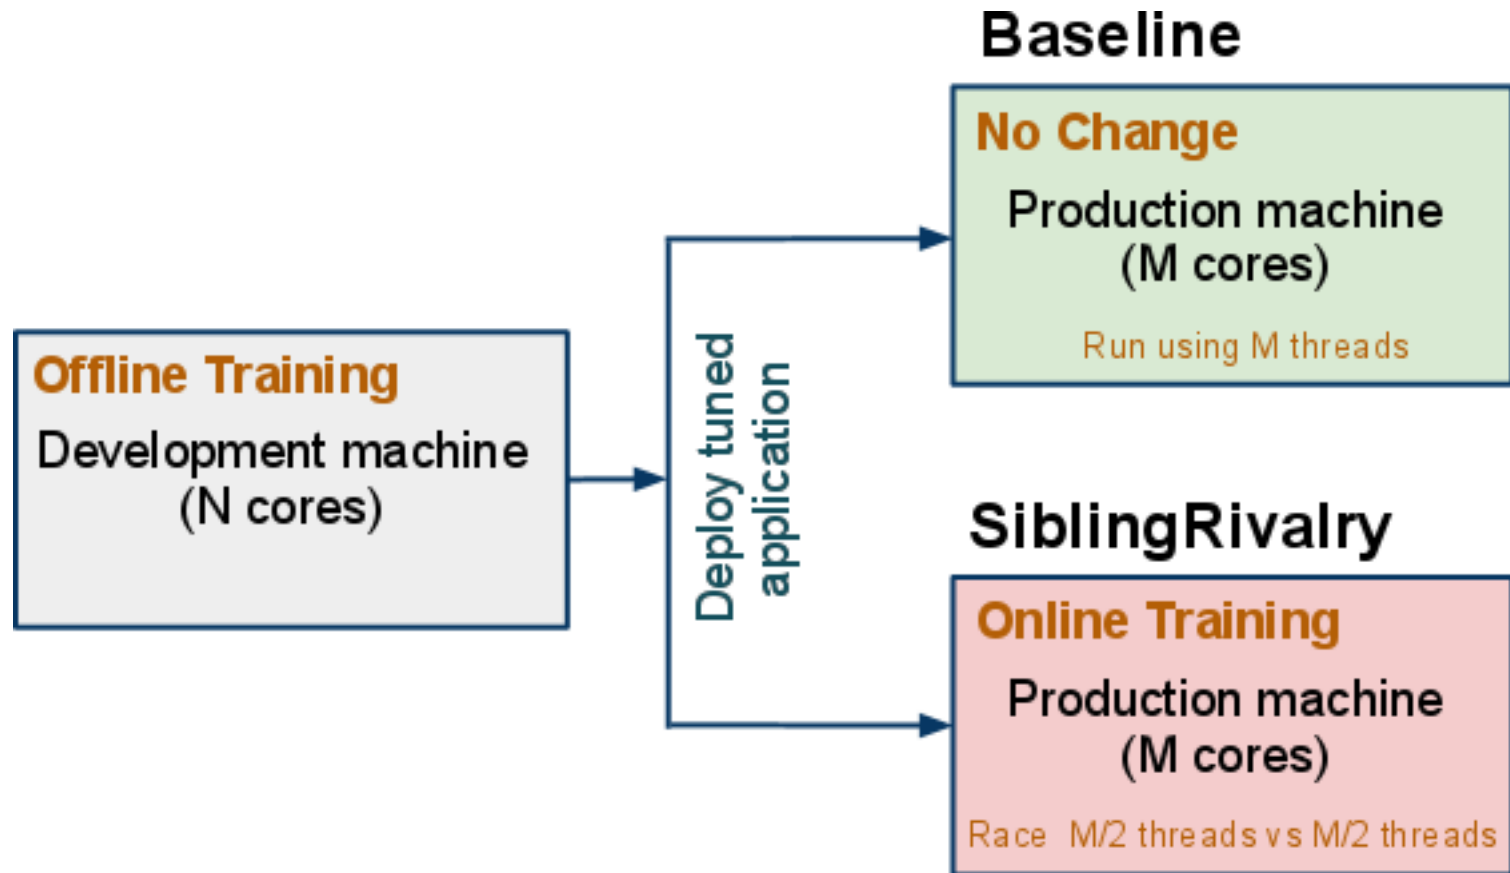 Baseline
No Change
Production machine
(M cores)
Run using M threads
Offline Training
Development machine
(N cores)
Deploy tuned
application
SiblingRivalry
Online Training
Production machine
(M cores)
Race M/2 threads vs M/2 threads